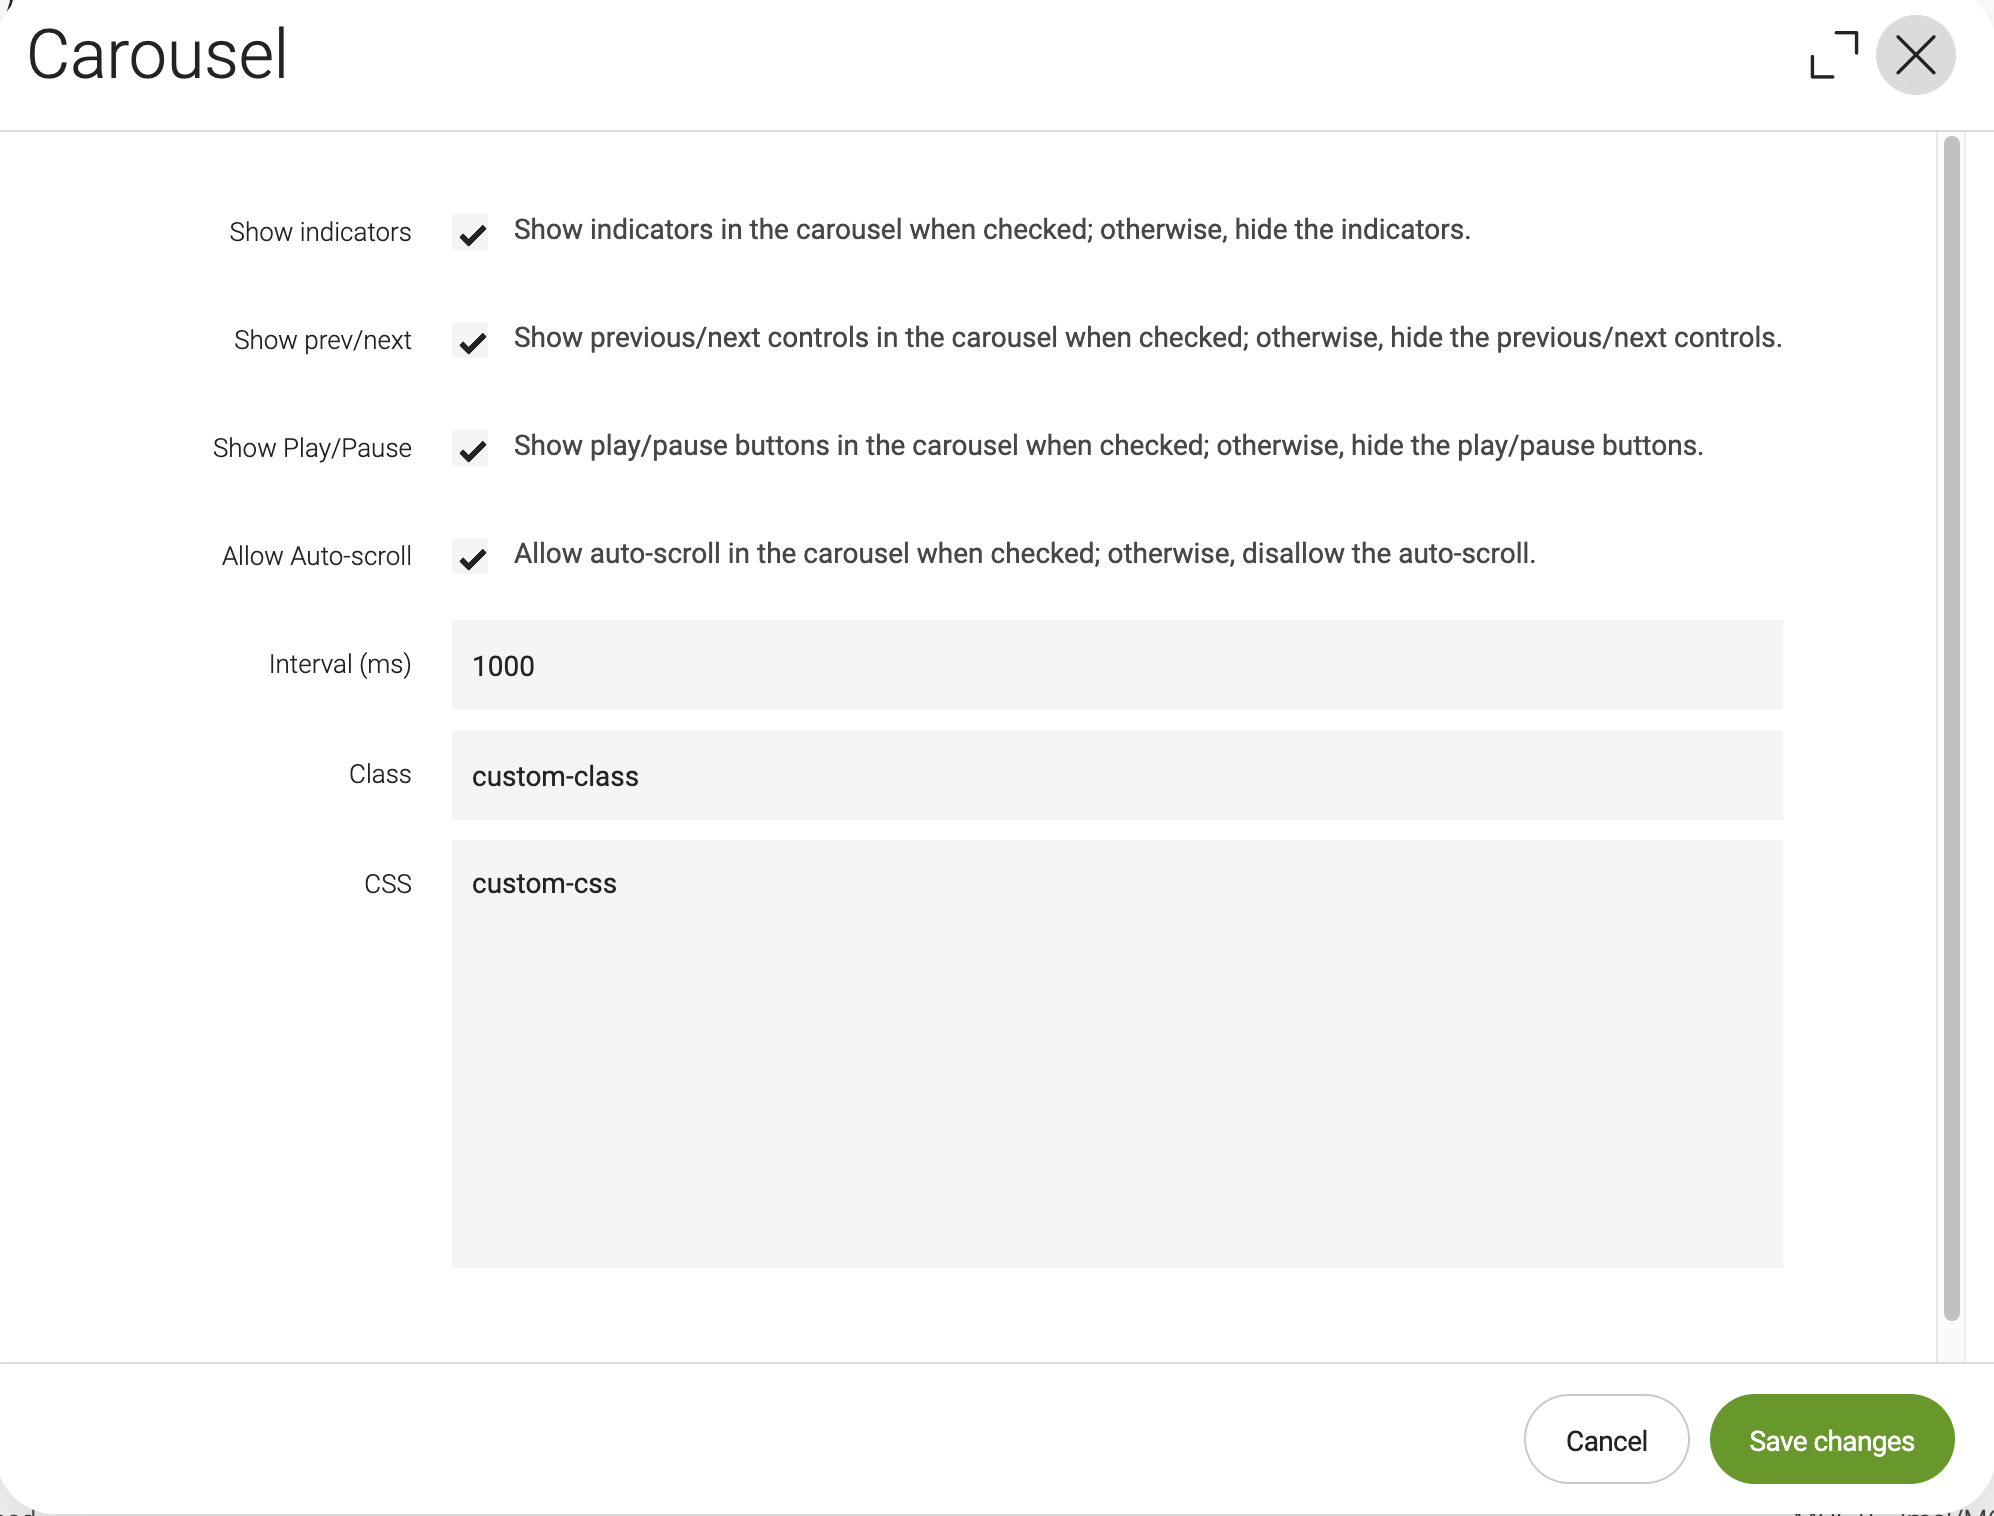 Carousel
Show indicators Show indicators in the carousel when checked; otherwise, hide the indicators.
Show prev/next Show previous/next controls in the carousel when checked; otherwise, hide the previous/next controls.
Show Play/Pause Show play/pause buttons in the carousel when checked; otherwise, hide the play/pause buttons.
Allow Auto-scroll Allow auto-scroll in the carousel when checked; otherwise, disallow the auto-scroll.
Interval (ms) 1000
Class custom-class
CSS custom-css
Cancel Save changes